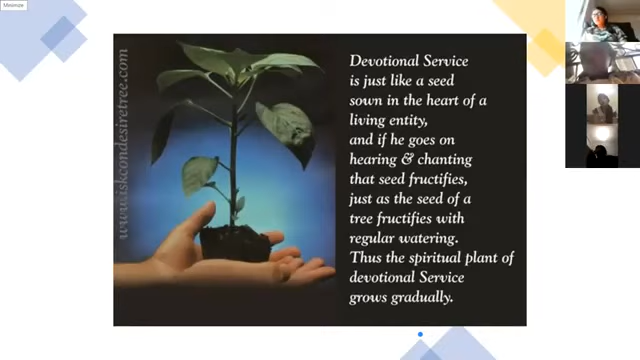 Minimize
www.iskcondesiretree.com
Devotional Service
is just like a seed
sown in the heart of a
living entity,
and if he goes on
hearing & chanting
that seed fructifies,
just as the seed of a
tree fructifies with
regular watering.
Thus the spiritual plant of
devotional Service
grows gradually.